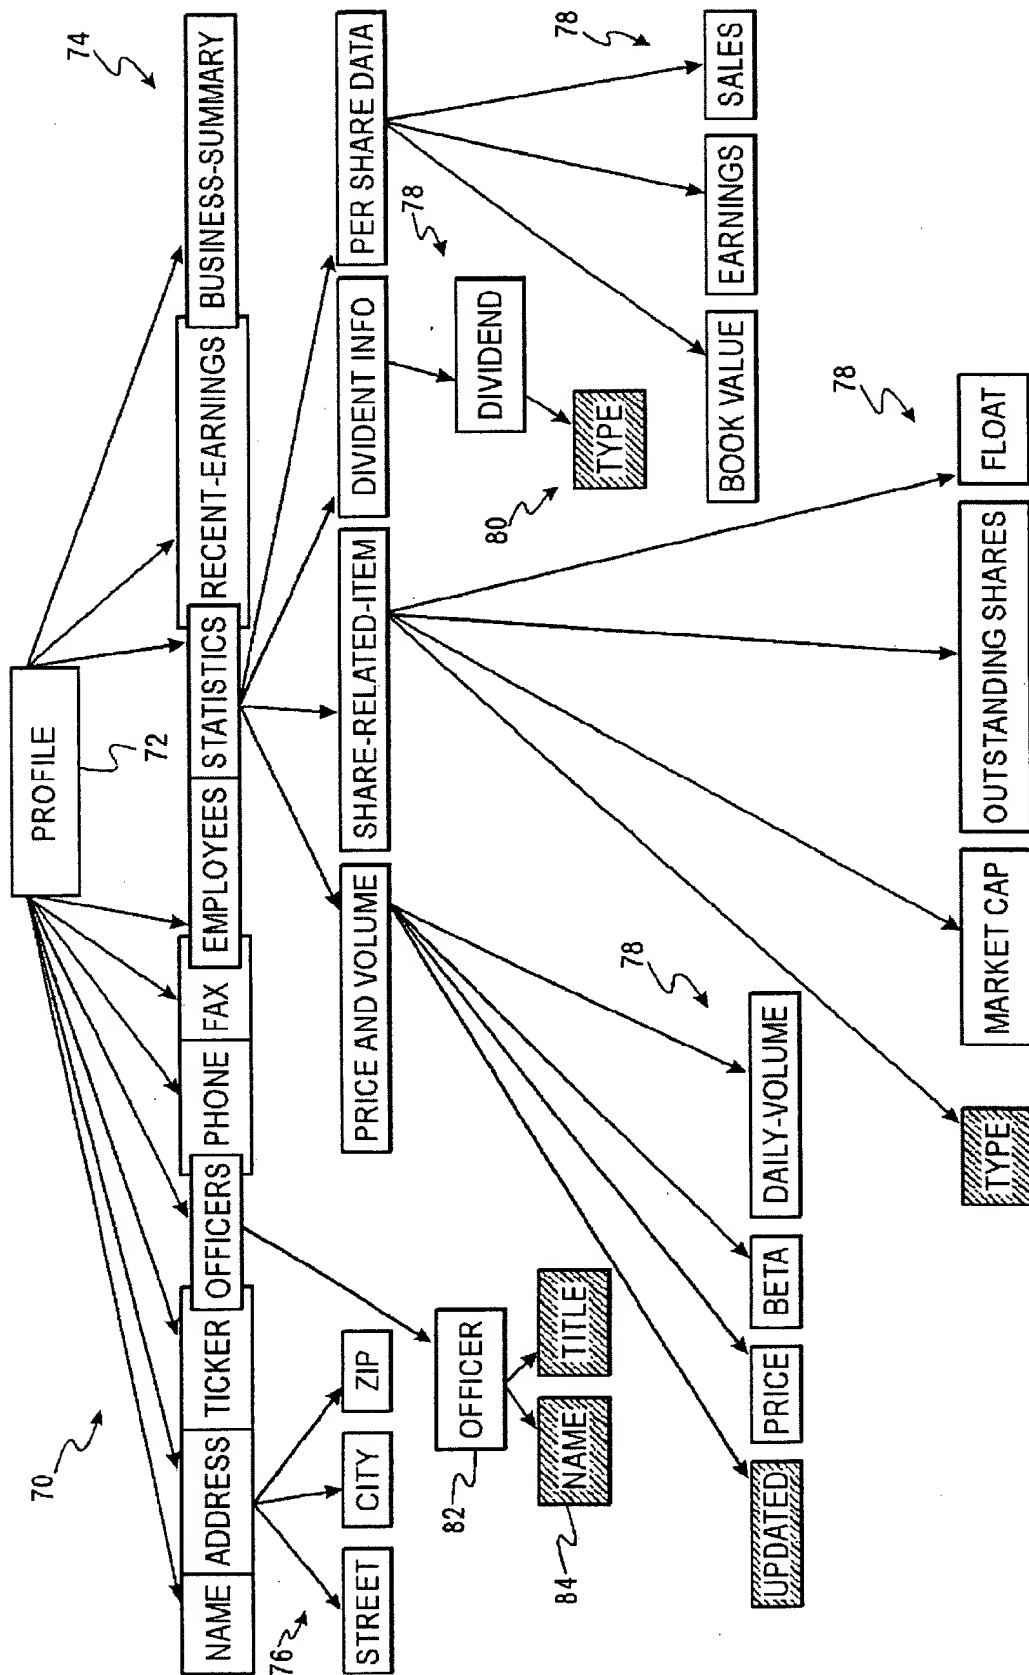 PROFILE
72
70
74
NAME
ADDRESS
TICKER
OFFICERS
PHONE
FAX
EMPLOYEES
STATISTICS
RECENT-EARNINGS
BUSINESS-SUMMARY
76
STREET
CITY
ZIP
PRICE AND VOLUME
SHARE-RELATED-ITEM
DIVIDENT INFO
PER SHARE DATA
78
82
OFFICER
DIVIDEND
78
84
NAME
TITLE
80
TYPE
78
UPDATED
PRICE
BETA
DAILY-VOLUME
BOOK VALUE
EARNINGS
SALES
78
TYPE
MARKET CAP
OUTSTANDING SHARES
FLOAT